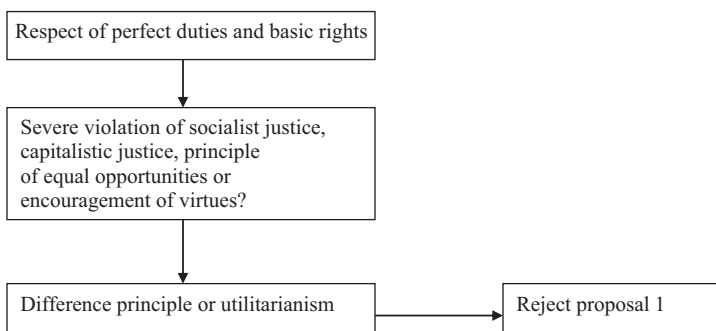 Respect of perfect duties and basic rights
Severe violation of socialist justice,
capitalistic justice, principle
of equal opportunities or
encouragement of virtues?
Difference principle or utilitarianism
Reject proposal 1